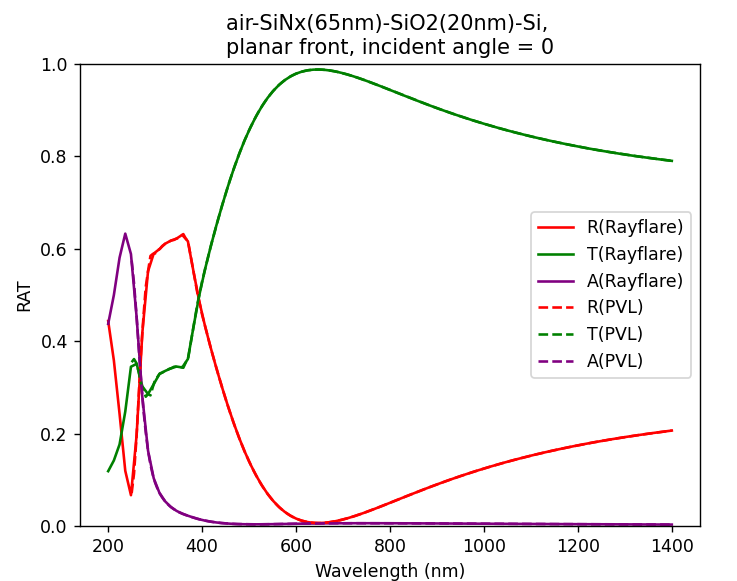 air-SiNx(65nm)-SiO2(20nm)-Si,
planar front, incident angle = 0
1.0
0.8
0.6
0.4
0.2
0.0
RAT
R(Rayflare)
T(Rayflare)
A(Rayflare)
R(PVL)
T(PVL)
A(PVL)
200 400 600 800 1000 1200 1400
Wavelength (nm)